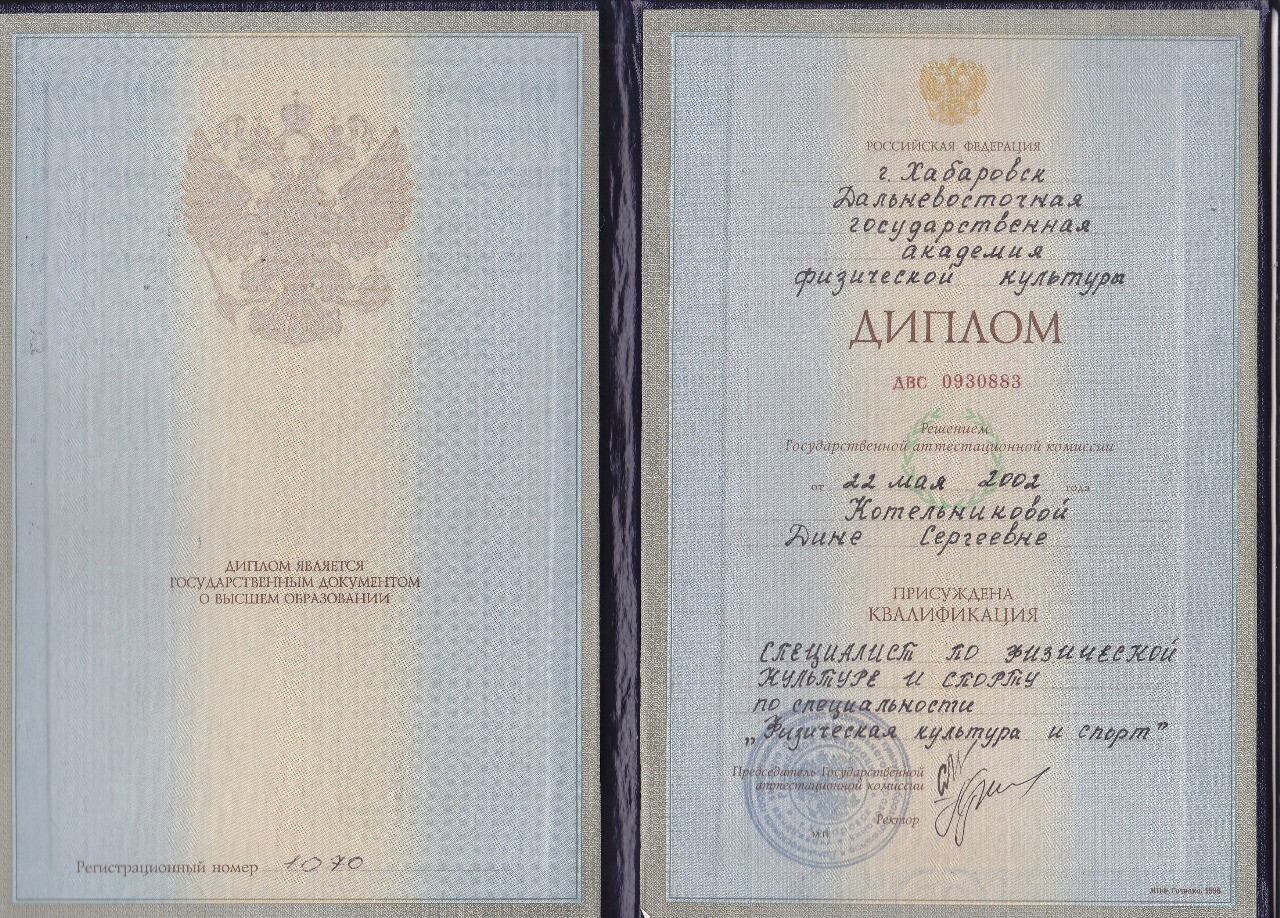 ДИПЛОМ ЯВЛЯЕТСЯ
ГОСУДАРСТВЕННЫМ ДОКУМЕНТОМ
О ВЫСШЕМ ОБРАЗОВАНИИ
Регистрационный номер 1070
РОССИЙСКАЯ ФЕДЕРАЦИЯ
г. Хабаровск
Дальневосточная
государственная
академия
физической культуры
ДИПЛОМ
ДВС 0930883
Решением
Государственной аттестационной комиссии
от 22 мая 2002 года
Котельниковой
Дине Сергеевне
ПРИСУЖДЕНА
КВАЛИФИКАЦИЯ
СПЕЦИАЛИСТ ПО ФИЗИЧЕСКОЙ
КУЛЬТУРЕ И СПОРТУ
по специальности
„Физическая культура и спорт”
Председатель Государственной
аттестационной комиссии
Ректор
М.П.